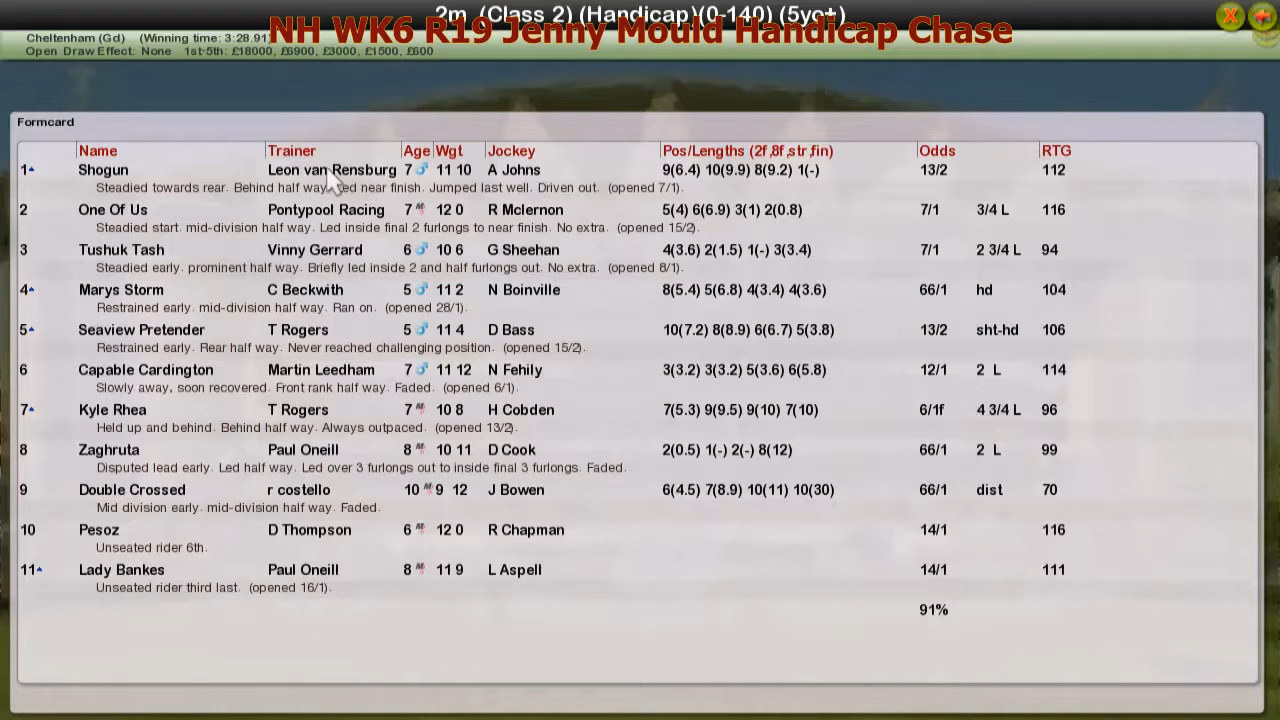 2m (Class 2) (Handicap)(0-140) (5yo+)
NH WK6 R19 Jenny Mould Handicap Chase
Cheltenham (Gd) (Winning time: 3:28.91)
Open Draw Effect: None 1st-5th: £18000, £6900, £3000, £1500, £600
Formcard
Name Trainer Age Wgt Jockey Pos/Lengths (2f,8f,str,fin) Odds RTG
1 Shogun Leon van Rensburg 7 11 10 A Johns 9(6.4) 10(9.9) 8(9.2) 1(-) 13/2 112
Steadied towards rear. Behind half way. Led near finish. Jumped last well. Driven out. (opened 7/1).
2 One Of Us Pontypool Racing 7 12 0 R Mclernon 5(4) 6(6.9) 3(1) 2(0.8) 7/1 3/4 L 116
Steadied start. mid-division half way. Led inside final 2 furlongs to near finish. No extra. (opened 15/2).
3 Tushuk Tash Vinny Gerrard 6 10 6 G Sheehan 4(3.6) 2(1.5) 1(-) 3(3.4) 7/1 2 3/4 L 94
Steadied early. prominent half way. Briefly led inside 2 and half furlongs out. No extra. (opened 8/1).
4 Marys Storm C Beckwith 5 11 2 N Boinville 8(5.4) 5(6.8) 4(3.4) 4(3.6) 66/1 hd 104
Restrained early. mid-division half way. Ran on. (opened 28/1).
5 Seaview Pretender T Rogers 5 11 4 D Bass 10(7.2) 8(8.9) 6(6.7) 5(3.8) 13/2 sht-hd 106
Restrained early. Rear half way. Never reached challenging position. (opened 15/2).
6 Capable Cardington Martin Leedham 7 11 12 N Fehily 3(3.2) 3(3.2) 5(3.6) 6(5.8) 12/1 2 L 114
Slowly away, soon recovered. Front rank half way. Faded. (opened 6/1).
7 Kyle Rhea T Rogers 7 10 8 H Cobden 7(5.3) 9(9.5) 9(10) 7(10) 6/1f 4 3/4 L 96
Held up and behind. Behind half way. Always outpaced. (opened 13/2).
8 Zaghruta Paul Oneill 8 10 11 D Cook 2(0.5) 1(-) 2(-) 8(12) 66/1 2 L 99
Disputed lead early. Led half way. Led over 3 furlongs out to inside final 3 furlongs. Faded.
9 Double Crossed r costello 10 9 12 J Bowen 6(4.5) 7(8.9) 10(11) 10(30) 66/1 dist 70
Mid division early. mid-division half way. Faded.
10 Pesoz D Thompson 6 12 0 R Chapman 14/1 116
Unseated rider 6th.
11 Lady Bankes Paul Oneill 8 11 9 L Aspell 14/1 111
Unseated rider third last. (opened 16/1).
91%